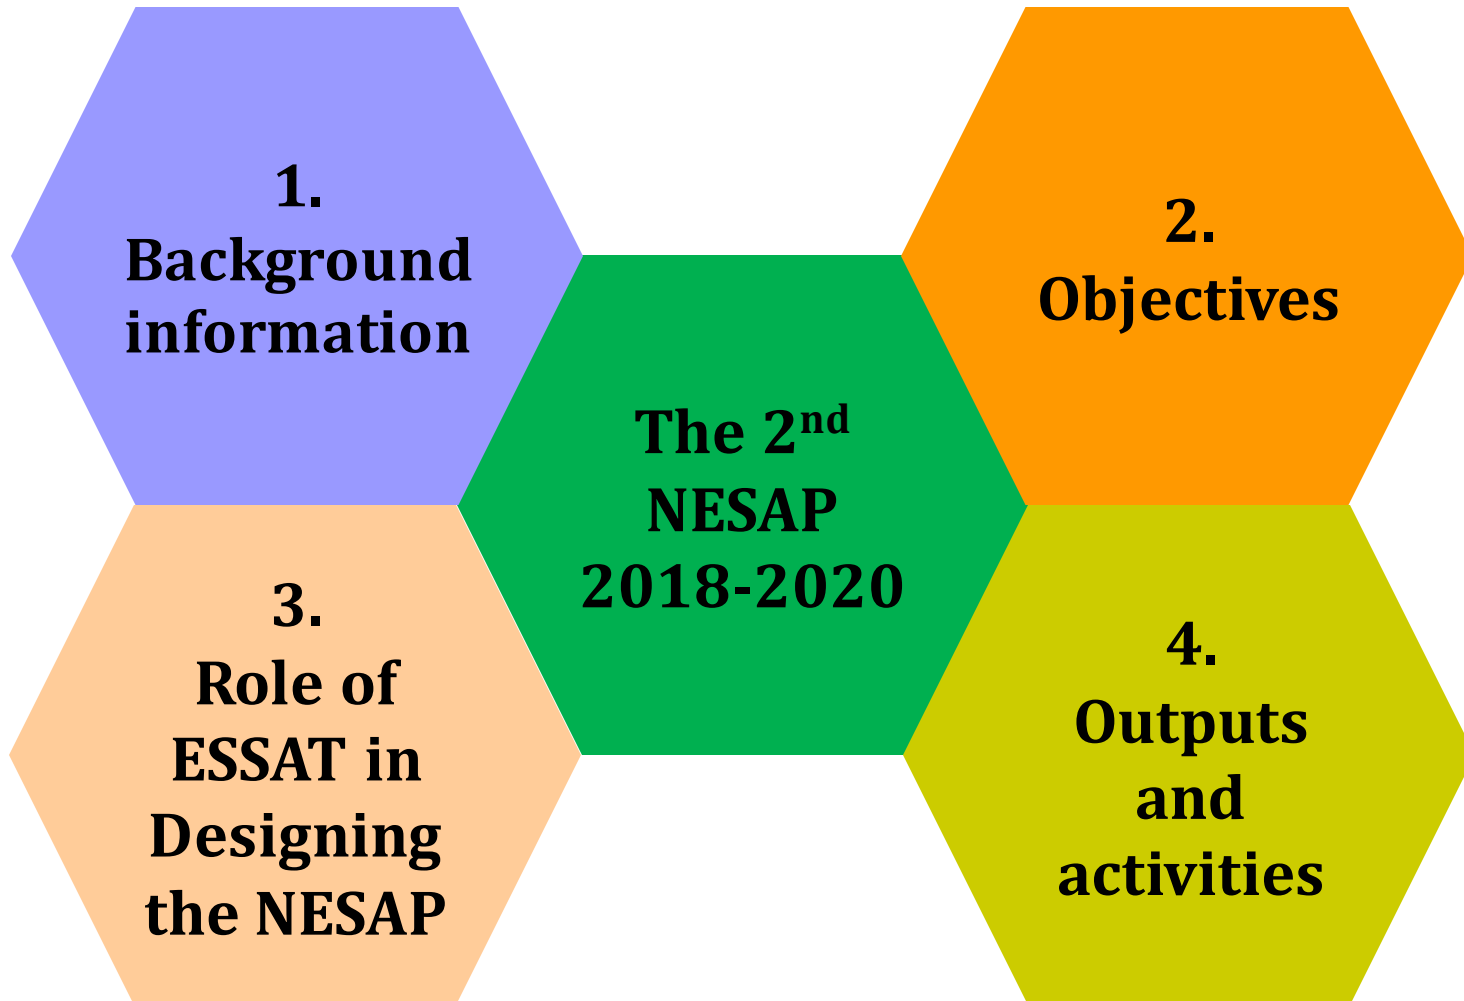 1.
Background
information
2.
Objectives
The 2nd
NESAP
2018-2020
3.
Role of
ESSAT in
Designing
the NESAP
4.
Outputs
and
activities